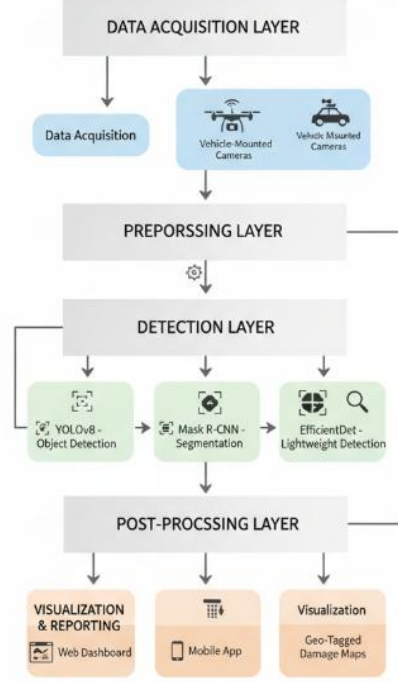 DATA ACQUISITION LAYER
Data Acquisition
Vehicle-Mounted
Cameras
Vehicle Msunted
Cameras
PREPORSSING LAYER
DETECTION LAYER
YOLOv8 -
Object Detection
Mask R-CNN -
Segmentation
EfficientDet -
Lightweight Detection
POST-PROCSSING LAYER
VISUALIZATION
& REPORTING
Web Dashboard
Mobile App
Visualization
Geo-Tagged
Damage Maps